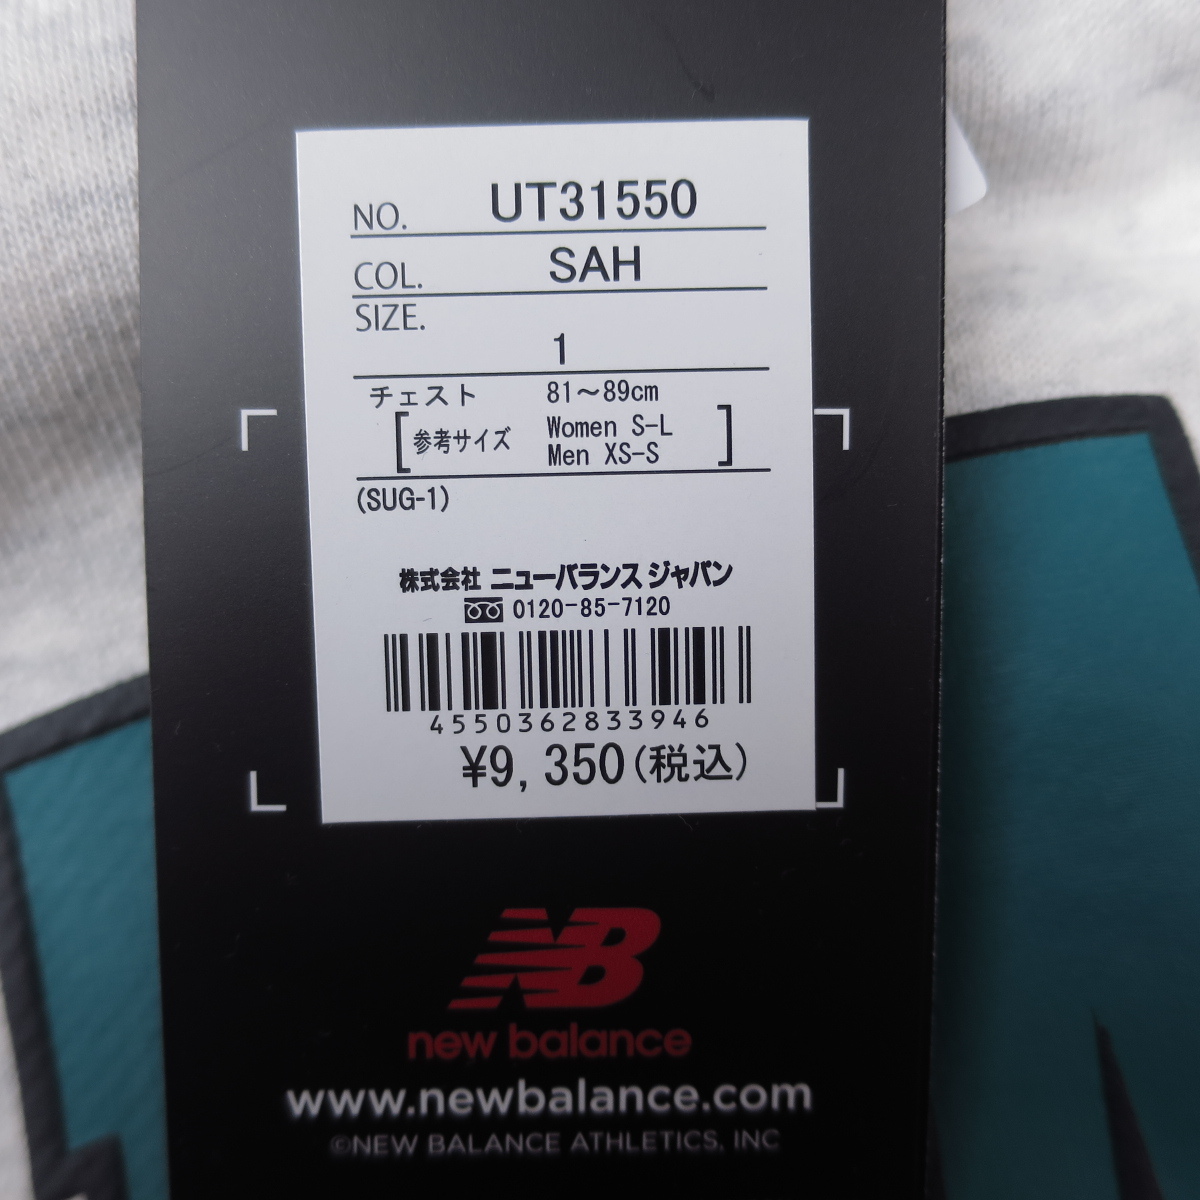 NO. UT31550
COL. SAH
SIZE.
1
チェスト 81～89cm
[参考サイズ Women S-L
Men XS-S]
(SUG-1)
株式会社 ニューバランス ジャパン
0120-85-7120
4550362833946
¥9,350(税込)
NB
new balance
www.newbalance.com
©NEW BALANCE ATHLETICS, INC